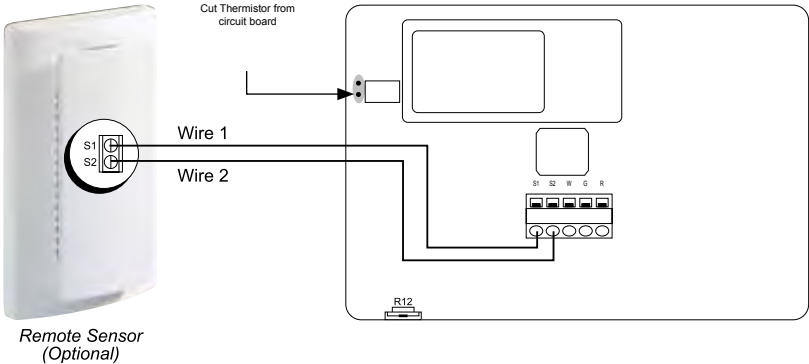 Cut Thermistor from
circuit board
Wire 1
S1
S2
Wire 2
S1 S2 W G R
R12
Remote Sensor
(Optional)